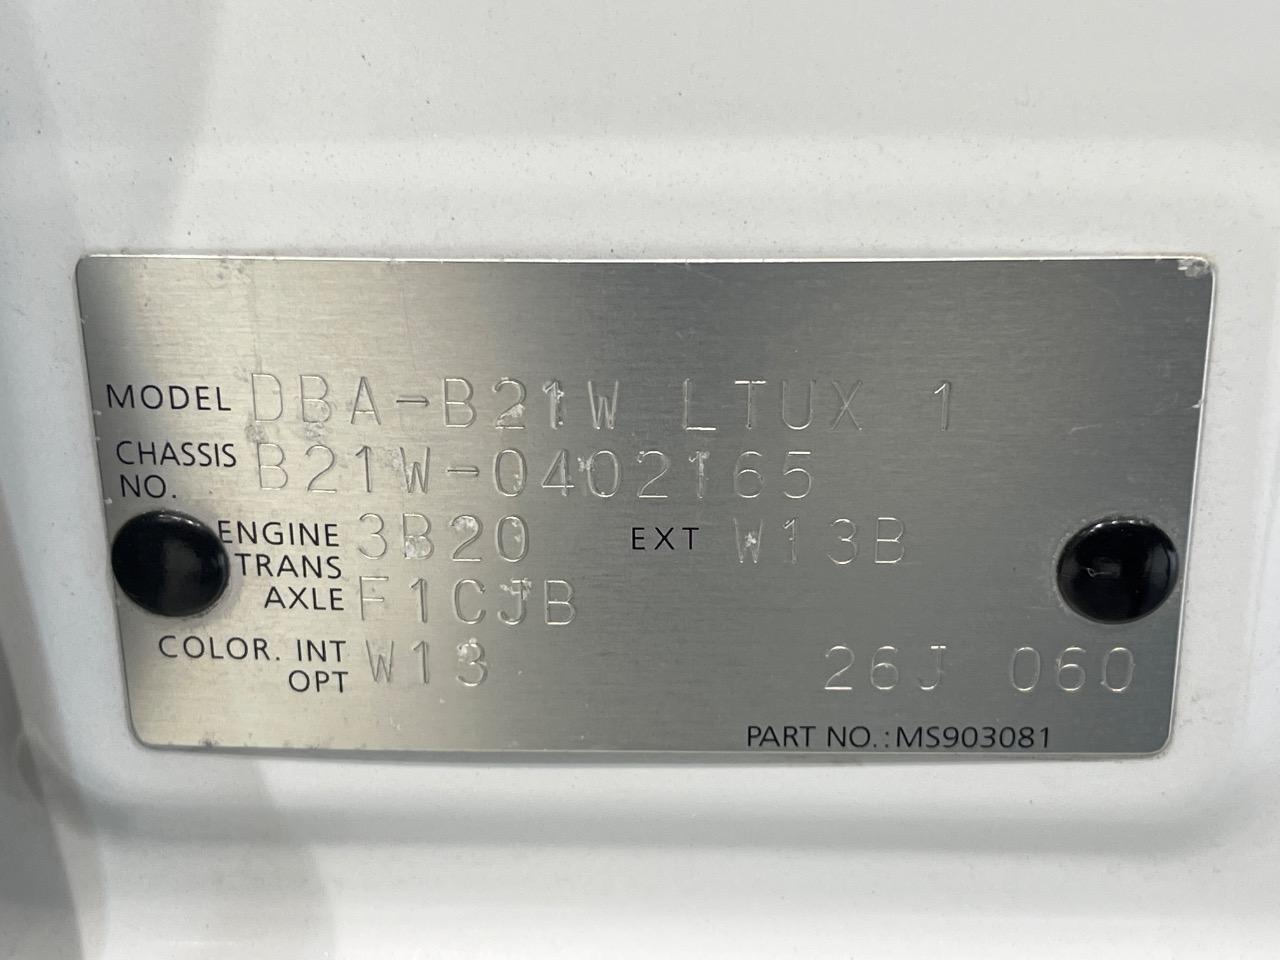 MODEL DBA-B21W LTUX 1
CHASSIS NO. B21W-0402165
ENGINE 3B20 EXT W13B
TRANS AXLE F1CJB
COLOR. INT OPT W13 26J 060
PART NO.:MS903081